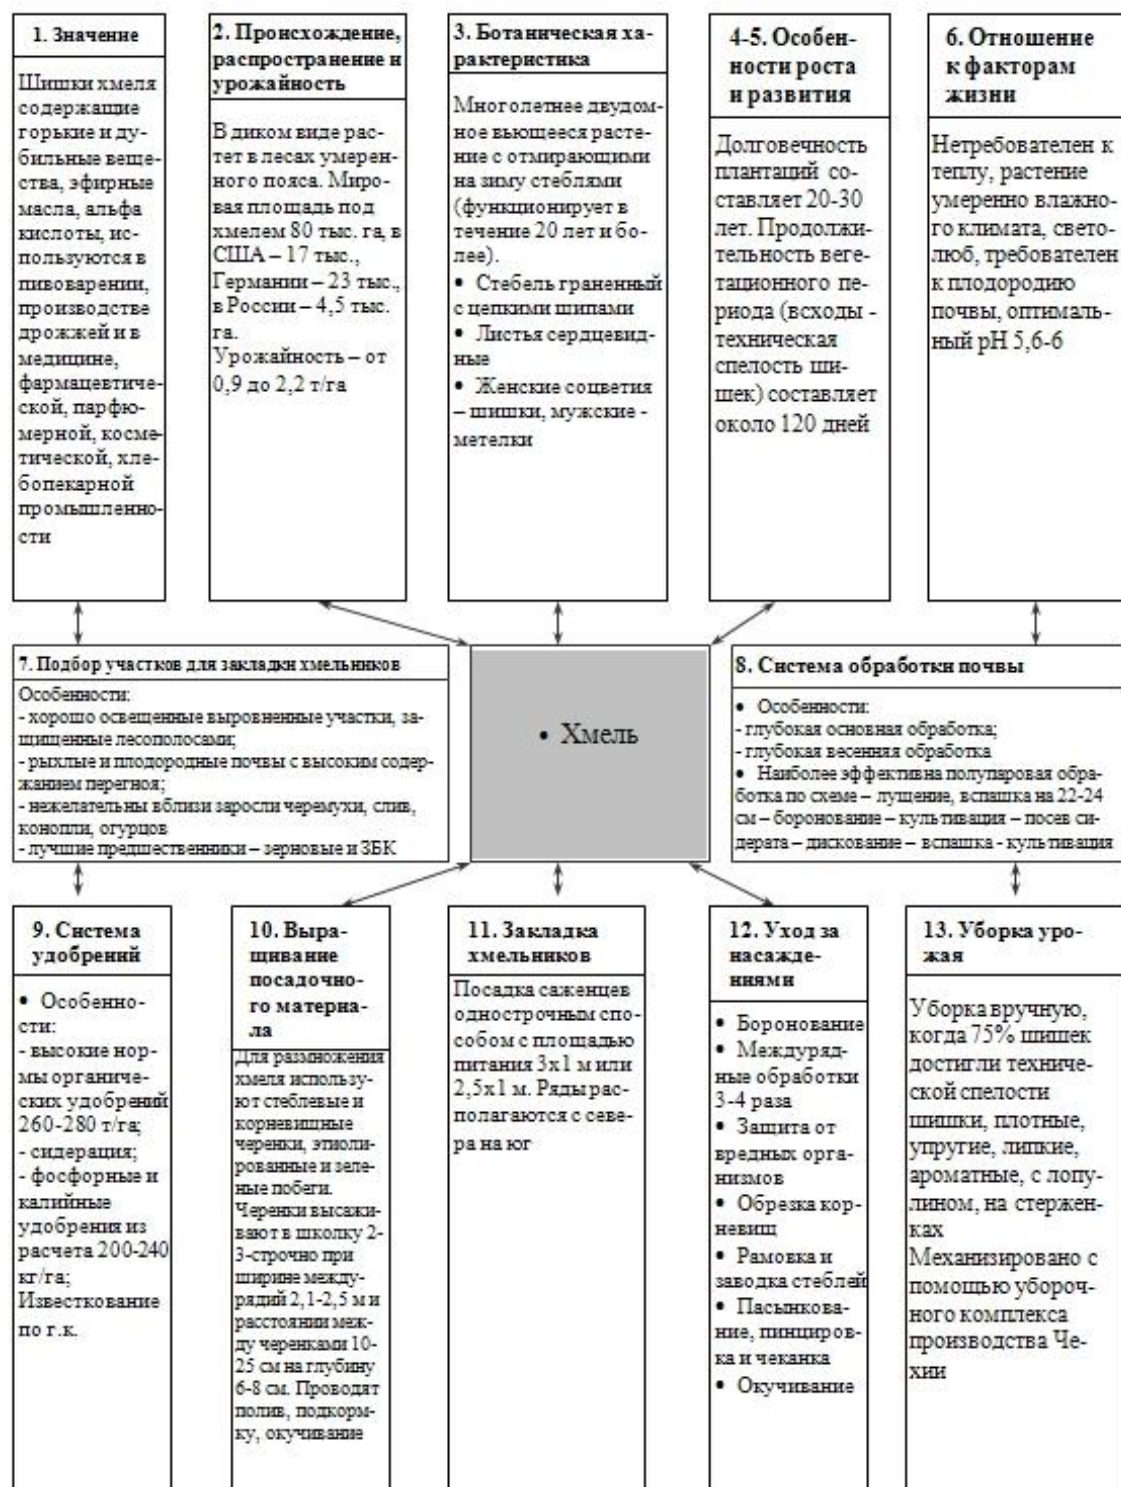 1. Значение
Шишки хмеля
содержащие
горькие и ду-
бильные веще-
ства, эфирные
масла, альфа
кислоты, ис-
пользуются в
пивоварении,
производстве
дрожжей и в
медицине,
фармацевтиче-
ской, парфю-
мерной, косме-
тической, хле-
бопекарной
промышленно-
сти
2. Происхождение,
распространение и
урожайность
В диком виде рас-
тет в лесах умерен-
ного пояса. Миро-
вая площадь под
хмелем 80 тыс. га, в
США – 17 тыс.,
Германии – 23 тыс.,
в России – 4,5 тыс.
га.
Урожайность – от
0,9 до 2,2 т/га
3. Ботаническая ха-
рактеристика
Многолетнее двудом-
ное вьющееся расте-
ние с отмирающими
на зиму стеблями
(функционирует в
течение 20 лет и бо-
лее).
• Стебель граненный
с цепкими шипами
• Листья сердцевид-
ные
• Женские соцветия
– шишки, мужские -
метелки
4-5. Особен-
ности роста
и развития
Долговечность
плантаций со-
ставляет 20-30
лет. Продолжи-
тельность веге-
тационного пе-
риода (всходы -
техническая
спелость ши-
шек) составляет
около 120 дней
6. Отношение
к факторам
жизни
Нетребователен к
теплу, растение
умеренно влажно-
го климата, свето-
люб, требователен
к плодородию
почвы, оптималь-
ный pH 5,6-6
7. Подбор участков для закладки хмельников
Особенности:
- хорошо освещенные выровненные участки, за-
щищенные лесополосами;
- рыхлые и плодородные почвы с высоким содер-
жанием перегноя;
- нежелательны вблизи заросли черемухи, слив,
конопли, огурцов
- лучшие предшественники – зерновые и ЗБК
• Хмель
8. Система обработки почвы
• Особенности:
- глубокая основная обработка;
- глубокая весенняя обработка
• Наиболее эффективна полупаровая обра-
ботка по схеме – лущение, вспашка на 22-24
см – боронование – культивация – посев си-
дерата – дискование – вспашка - культивация
9. Система
удобрений
• Особенно-
сти:
- высокие нор-
мы органиче-
ских удобрений
260-280 т/га;
- сидерация;
- фосфорные и
калийные
удобрения из
расчета 200-240
кг/га;
Известкование
по г.к.
10. Выра-
щивание
посадочно-
го материа-
ла
Для размножения
хмеля использу-
ют стеблевые и
корневищные
черенки, этиоли-
рованные и зеле-
ные побеги.
Черенки высажи-
вают в школку 2-
3-строчно при
ширине между-
рядий 2,1-2,5 м и
расстоянии меж-
ду черенками 10-
25 см на глубину
6-8 см. Проводят
полив, подкорм-
ку, окучивание
11. Закладка
хмельников
Посадка саженцев
однострочным спо-
собом с площадью
питания 3х1 м или
2,5х1 м. Ряды рас-
полагаются с севе-
ра на юг
12. Уход за
насажде-
ниями
• Боронование
• Междуряд-
ные обработки
3-4 раза
• Защита от
вредных орга-
низмов
• Обрезка кор-
невищ
• Рамовка и
заводка стеблей
• Пасынкова-
ние, пинциров-
ка и чеканка
• Окучивание
13. Уборка уро-
жая
Уборка вручную,
когда 75% шишек
достигли техниче-
ской спелости
шишки, плотные,
упругие, липкие,
ароматные, с лопу-
лином, на стержен-
ках
Механизировано с
помощью убороч-
ного комплекса
производства Че-
хии